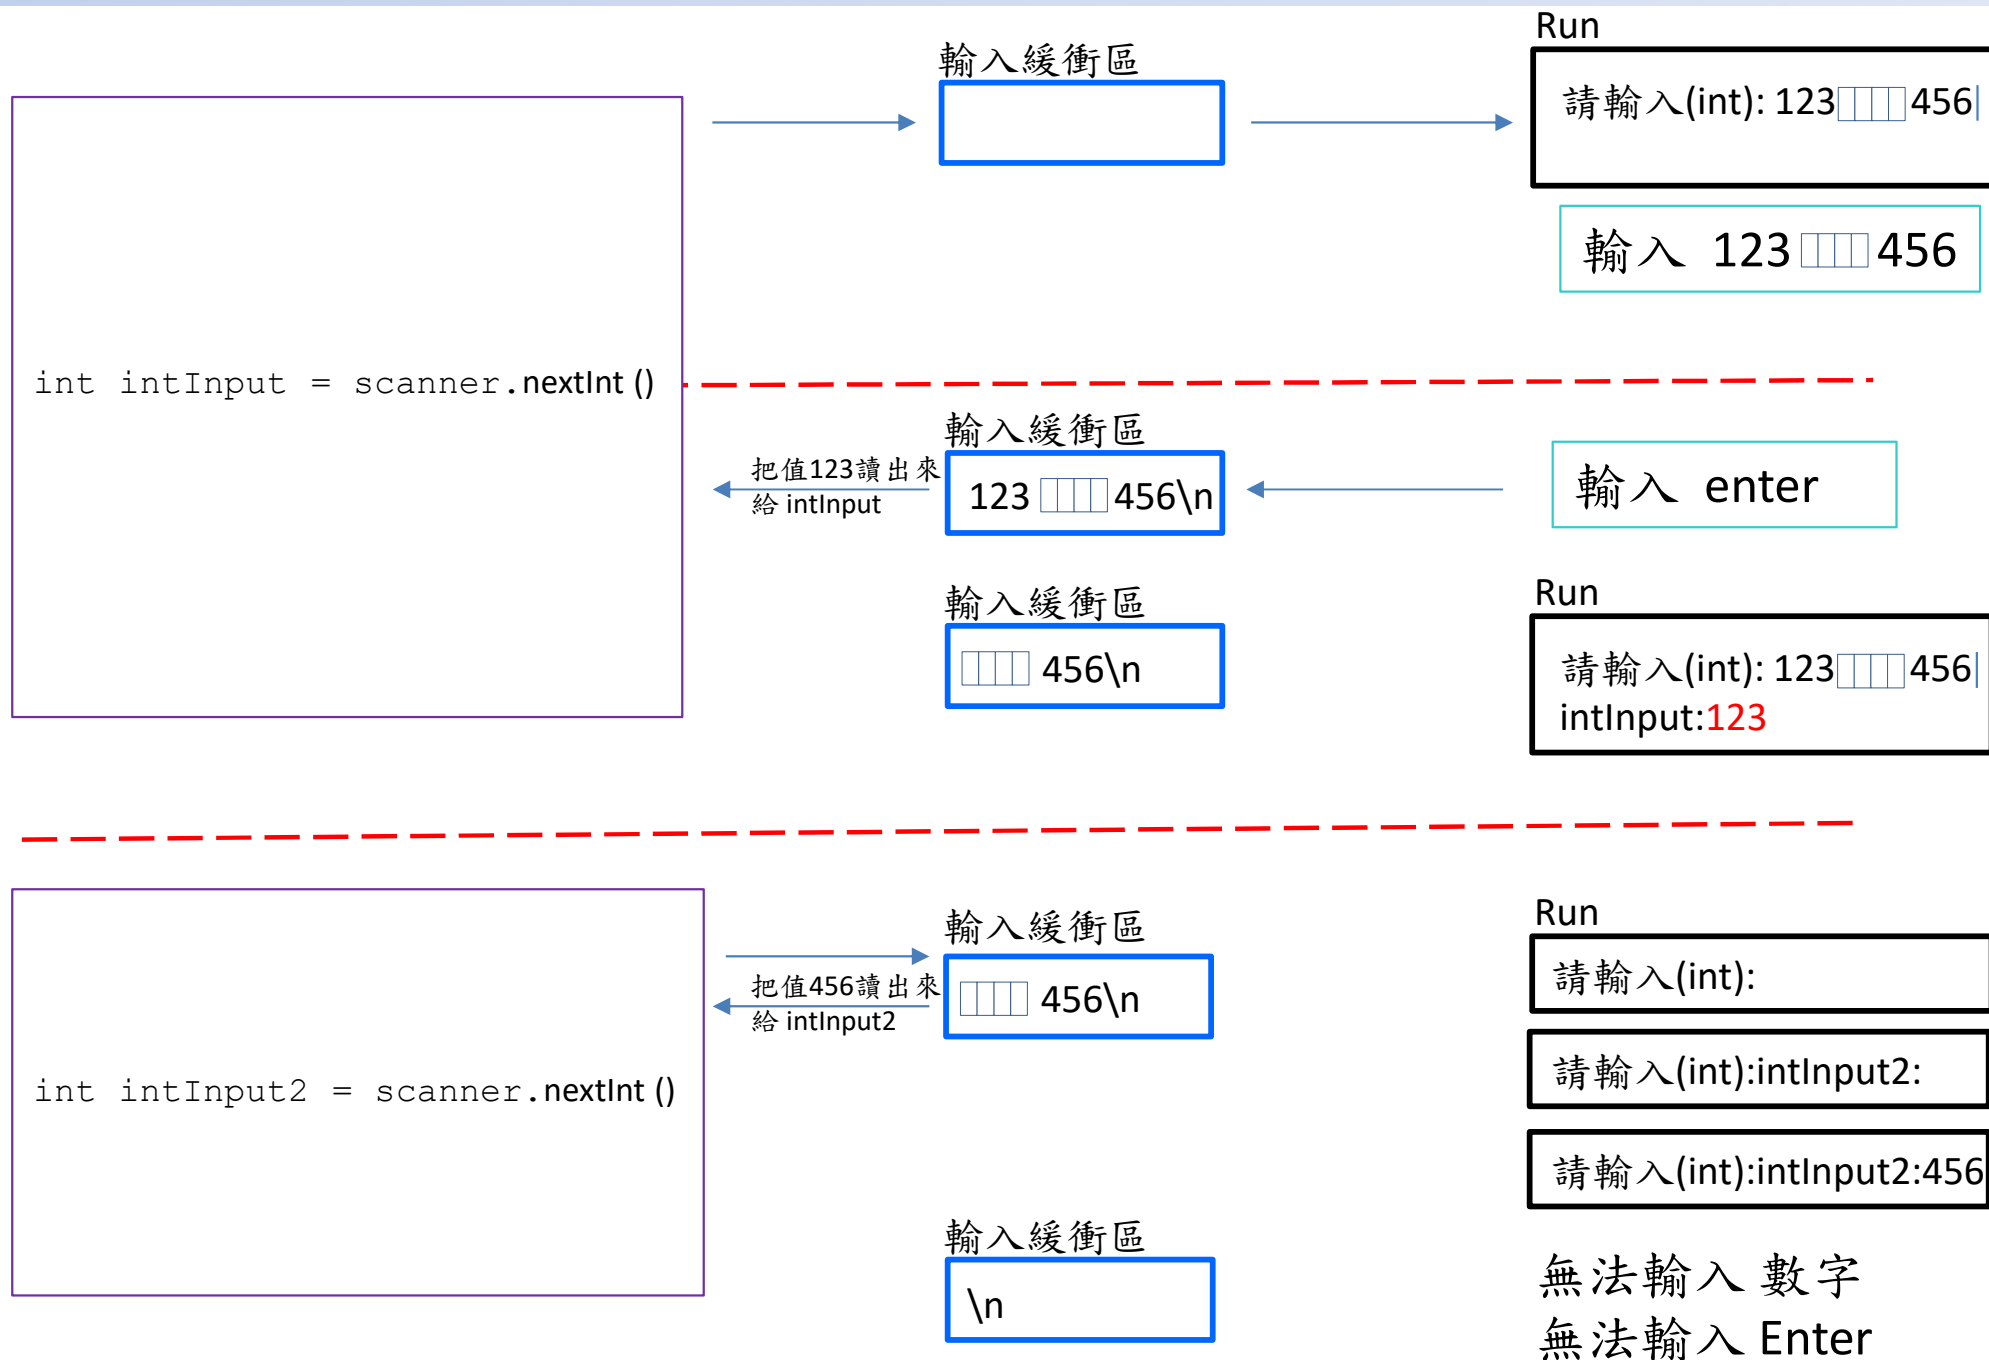 Run
輸入緩衝區
請輸入(int): 123 456
輸入 123 456
int intInput = scanner.nextInt ()
輸入緩衝區
把值123讀出來
給 intInput
123 456\n
輸入 enter
輸入緩衝區
456\n
Run
請輸入(int): 123 456
intInput:123
int intInput2 = scanner.nextInt ()
輸入緩衝區
把值456讀出來
給 intInput2
456\n
Run
請輸入(int):
請輸入(int):intInput2:
請輸入(int):intInput2:456
輸入緩衝區
\n
無法輸入 數字
無法輸入 Enter